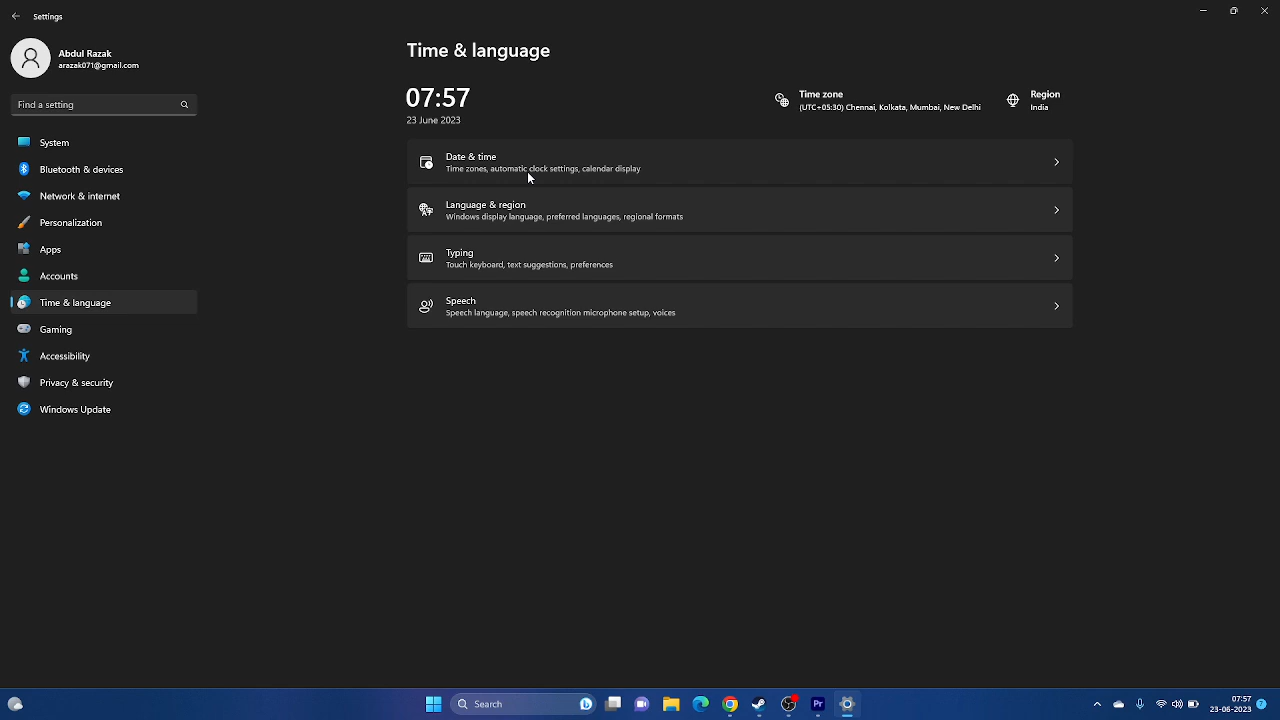 Settings
Abdul Razak
arazak071@gmail.com
Find a setting
System
Bluetooth & devices
Network & internet
Personalization
Apps
Accounts
Time & language
Gaming
Accessibility
Privacy & security
Windows Update
Time & language
07:57
23 June 2023
Time zone
(UTC+05:30) Chennai, Kolkata, Mumbai, New Delhi
Region
India
Date & time
Time zones, automatic clock settings, calendar display
Language & region
Windows display language, preferred languages, regional formats
Typing
Touch keyboard, text suggestions, preferences
Speech
Speech language, speech recognition microphone setup, voices
Search
Pr
07:57
23-06-2023
7